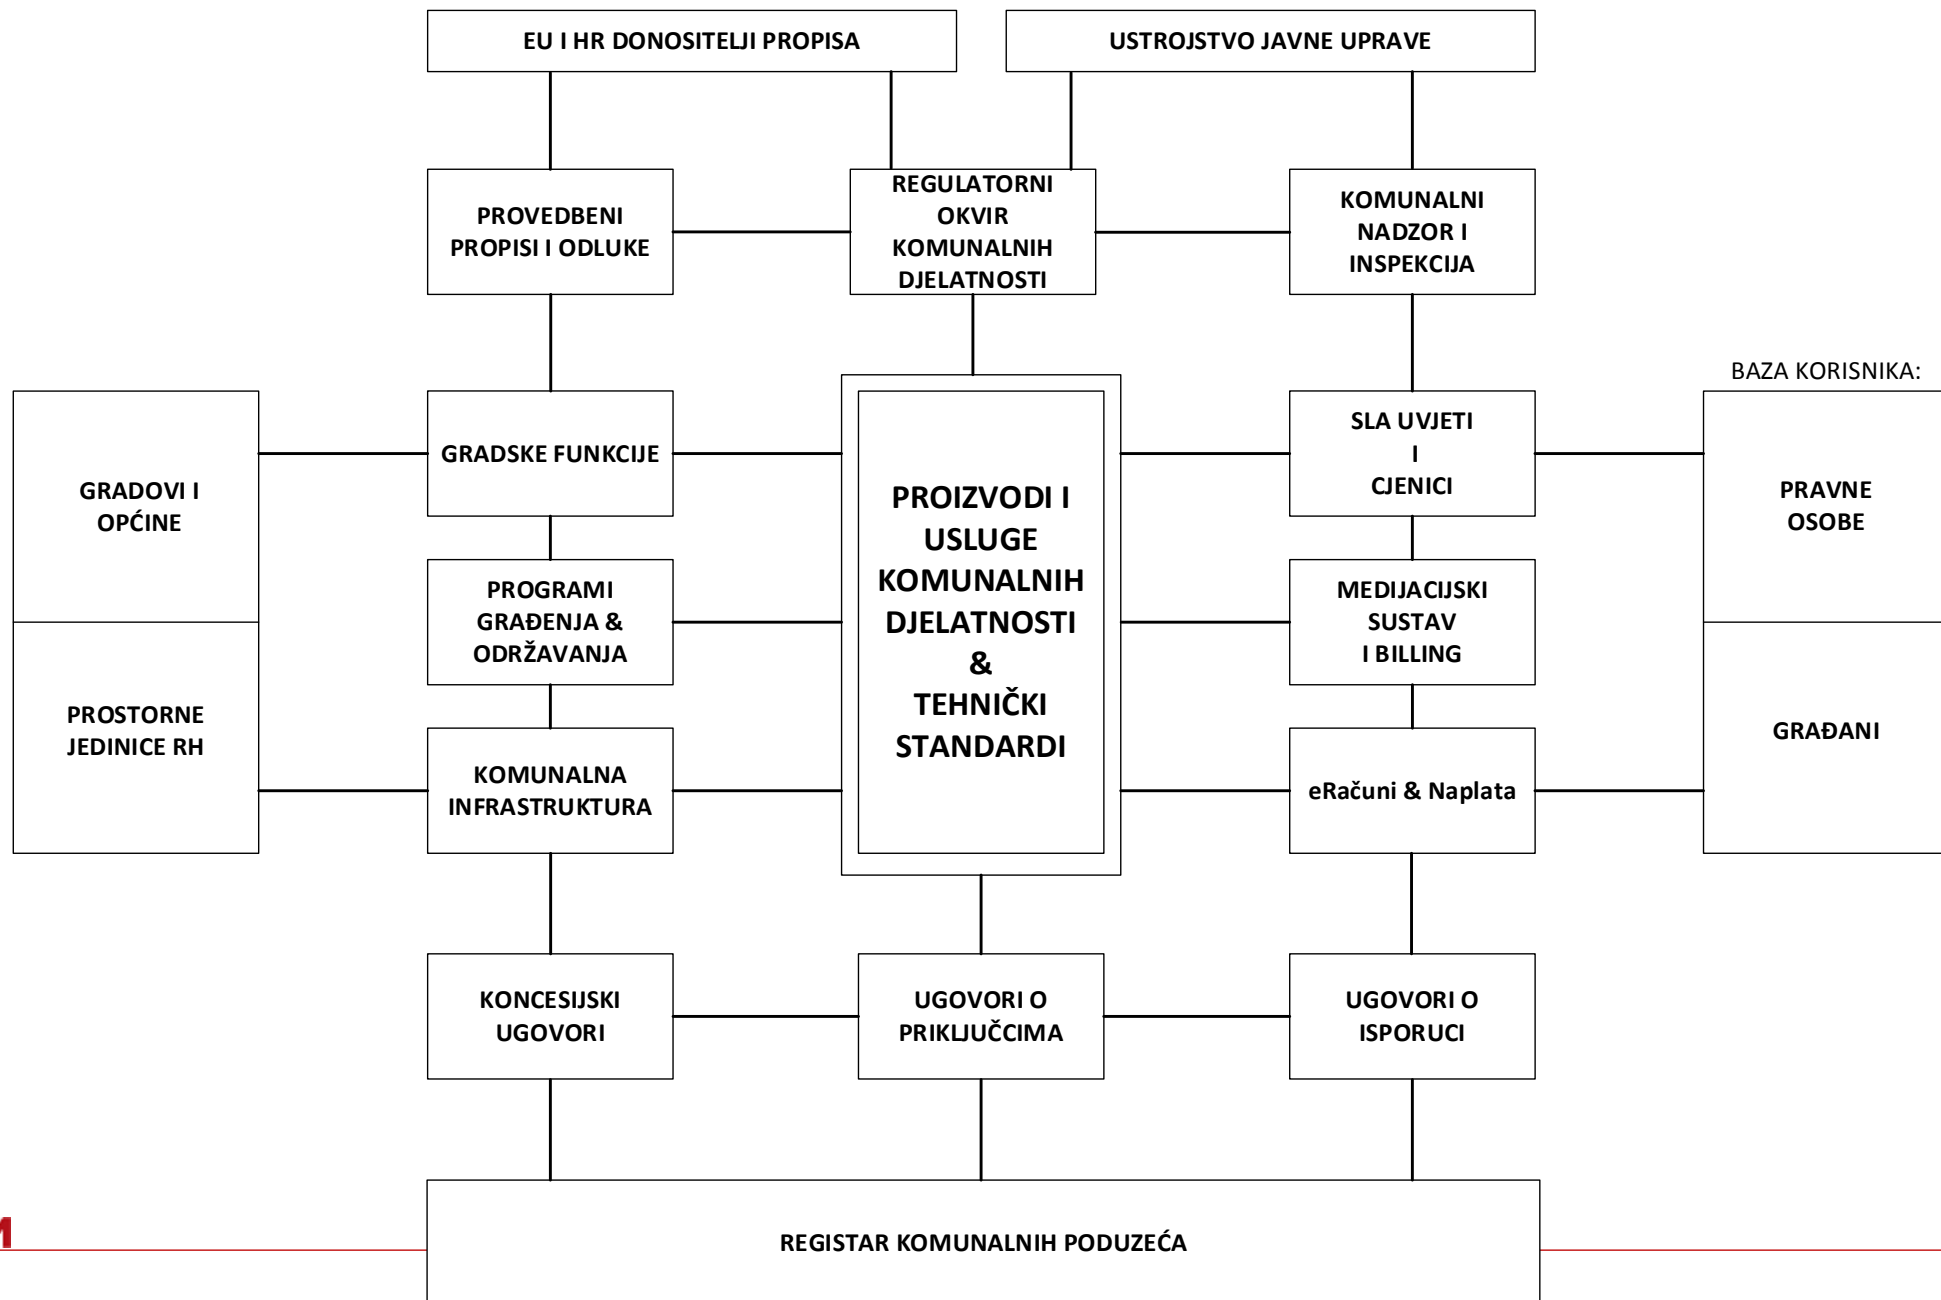 EU I HR DONOSITELJI PROPISA
USTROJSTVO JAVNE UPRAVE
PROVEDBENI
PROPISI I ODLUKE
REGULATORNI
OKVIR
KOMUNALNIH
DJELATNOSTI
KOMUNALNI
NADZOR I
INSPEKCIJA
BAZA KORISNIKA:
GRADOVI I
OPĆINE
PROSTORNE
JEDINICE RH
GRADSKE FUNKCIJE
PROGRAMI
GRAĐENJA &
ODRŽAVANJA
KOMUNALNA
INFRASTRUKTURA
PROIZVODI I
USLUGE
KOMUNALNIH
DJELATNOSTI
&
TEHNIČKI
STANDARDI
SLA UVJETI
I
CJENICI
MEDIJACIJSKI
SUSTAV
I BILLING
eRačuni & Naplata
PRAVNE
OSOBE
GRAĐANI
KONCESIJSKI
UGOVORI
UGOVORI O
PRIKLJUČCIMA
UGOVORI O
ISPORUCI
REGISTAR KOMUNALNIH PODUZEĆA